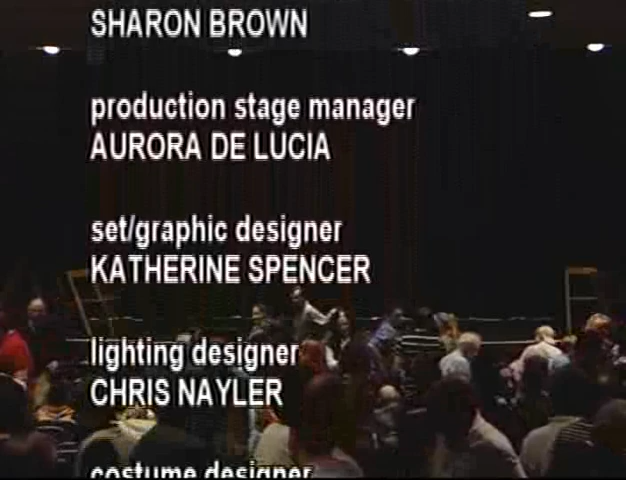 SHARON BROWN
production stage manager
AURORA DE LUCIA
set/graphic designer
KATHERINE SPENCER
lighting designer
CHRIS NAYLER
costume designer